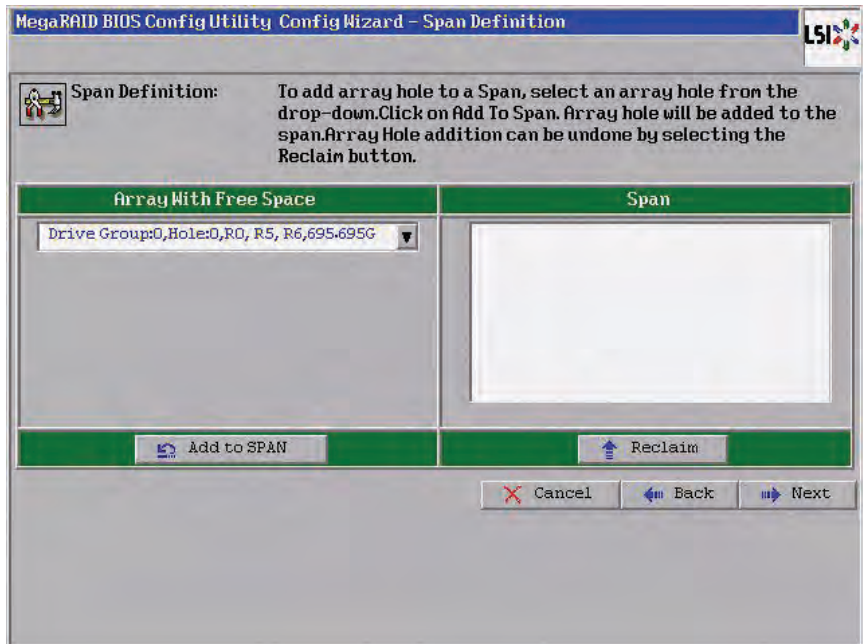 MegaRAID BIOS Config Utility Config Wizard - Span Definition
LSI
Span Definition:
To add array hole to a Span, select an array hole from the
drop-down.Click on Add To Span. Array hole will be added to the
span.Array Hole addition can be undone by selecting the
Reclaim button.
Array With Free Space
Span
Drive Group:0,Hole:0,R0, R5, R6,695.695G
Add to SPAN
Reclaim
Cancel
Back
Next